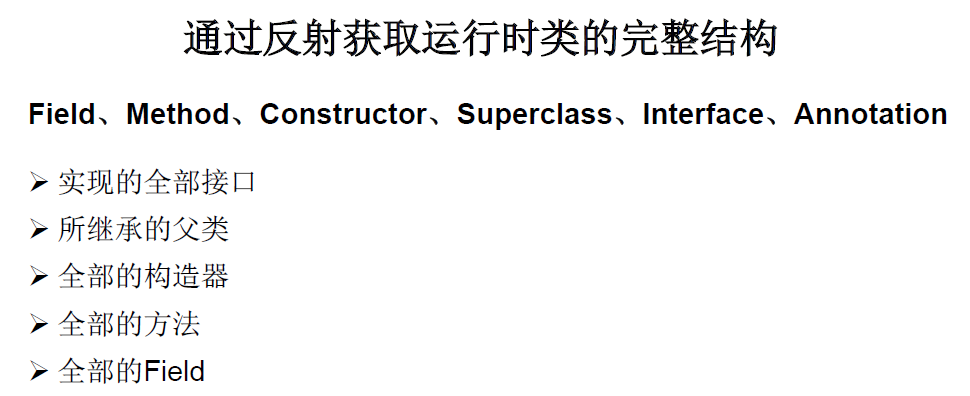 通过反射获取运行时类的完整结构
Field、Method、Constructor、Superclass、Interface、Annotation
➢ 实现的全部接口
➢ 所继承的父类
➢ 全部的构造器
➢ 全部的方法
➢ 全部的Field